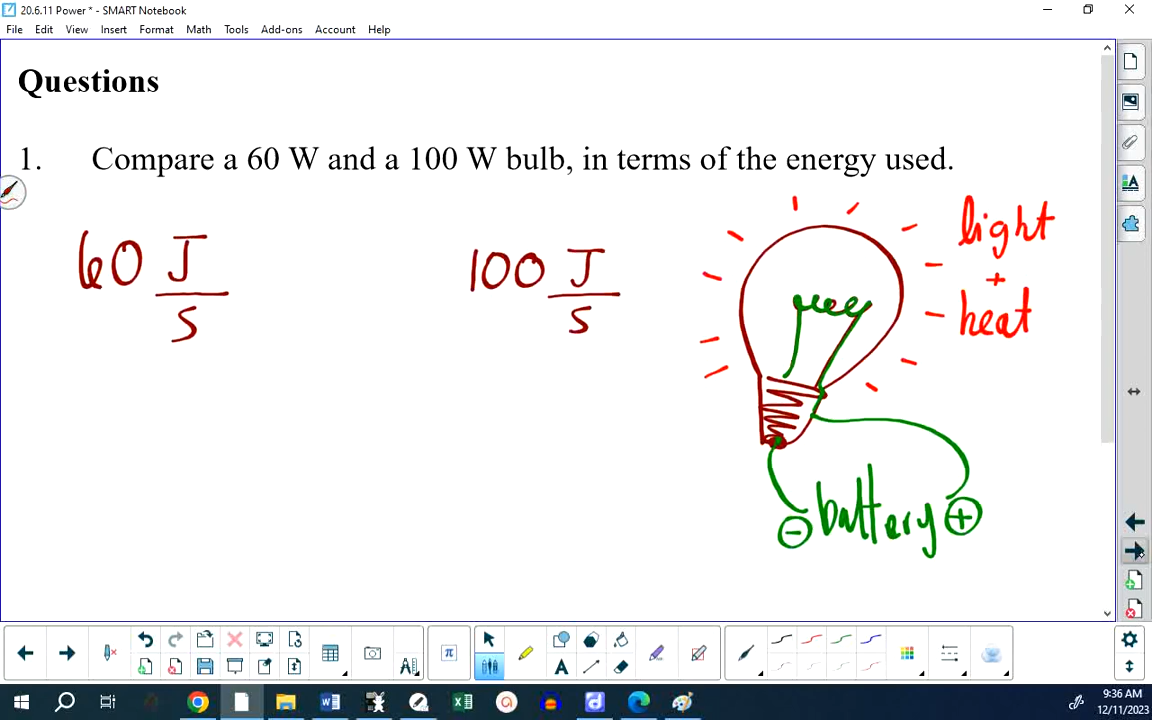 20.6.11 Power * - SMART Notebook
File Edit View Insert Format Math Tools Add-ons Account Help
Questions
1. Compare a 60 W and a 100 W bulb, in terms of the energy used.
60 J/s
100 J/s
light
+
heat
- battery +
9:36 AM
12/11/2023